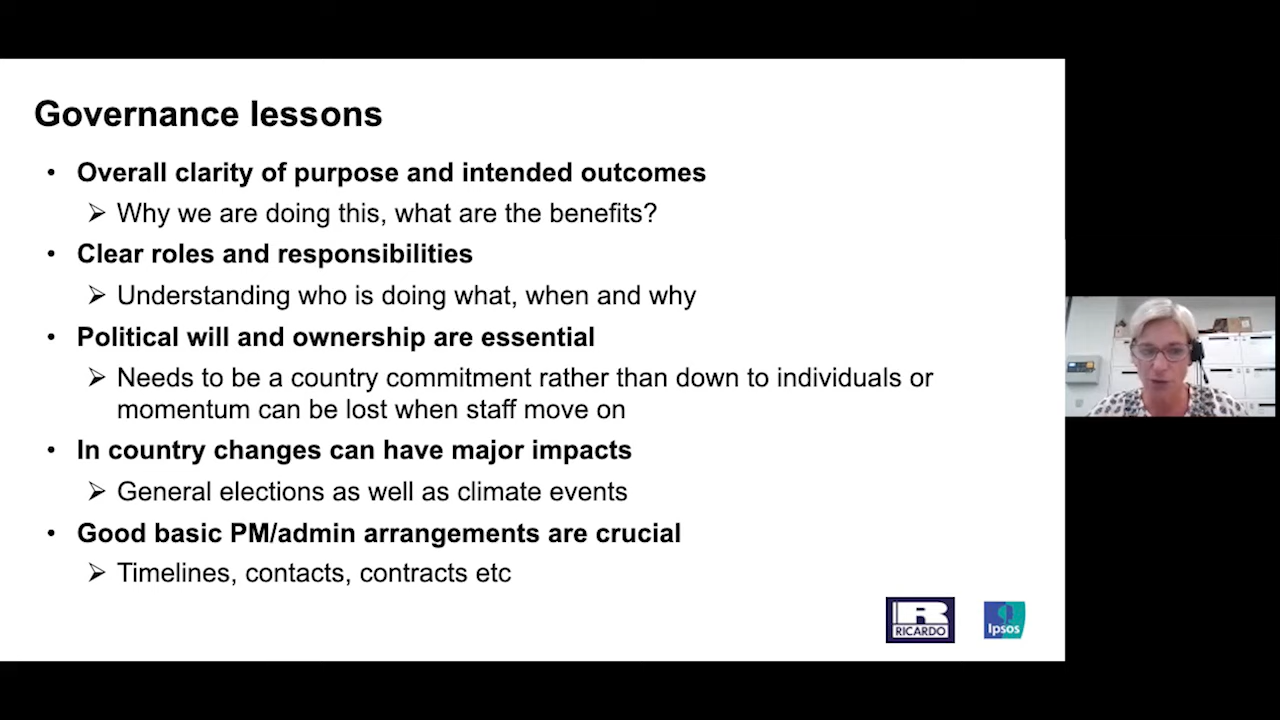 Governance lessons
• Overall clarity of purpose and intended outcomes
➢ Why we are doing this, what are the benefits?
• Clear roles and responsibilities
➢ Understanding who is doing what, when and why
• Political will and ownership are essential
➢ Needs to be a country commitment rather than down to individuals or
momentum can be lost when staff move on
• In country changes can have major impacts
➢ General elections as well as climate events
• Good basic PM/admin arrangements are crucial
➢ Timelines, contacts, contracts etc
R
RICARDO
Ipsos